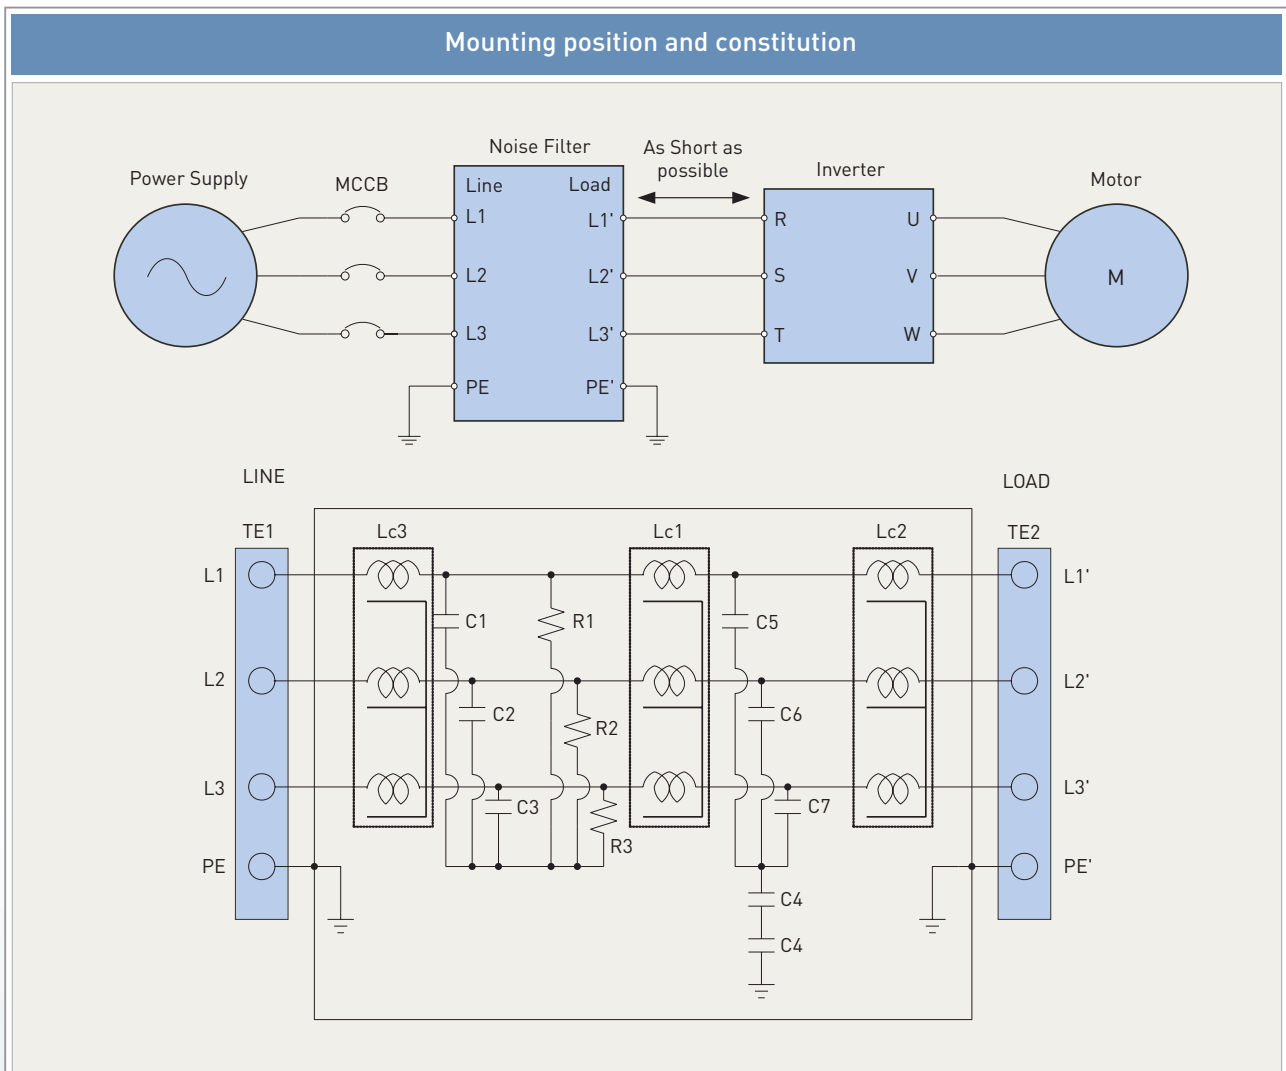 Mounting position and constitution
Noise Filter
As Short as
possible
Power Supply
MCCB
Inverter
Motor
Line
Load
L1
L1'
R
U
L2
L2'
S
V
M
L3
L3'
T
W
PE
PE'
LINE
LOAD
TE1
Lc3
Lc1
Lc2
TE2
L1
L1'
C1
R1
C5
L2
L2'
C2
R2
C6
L3
L3'
C3
C7
R3
PE
PE'
C4
C4